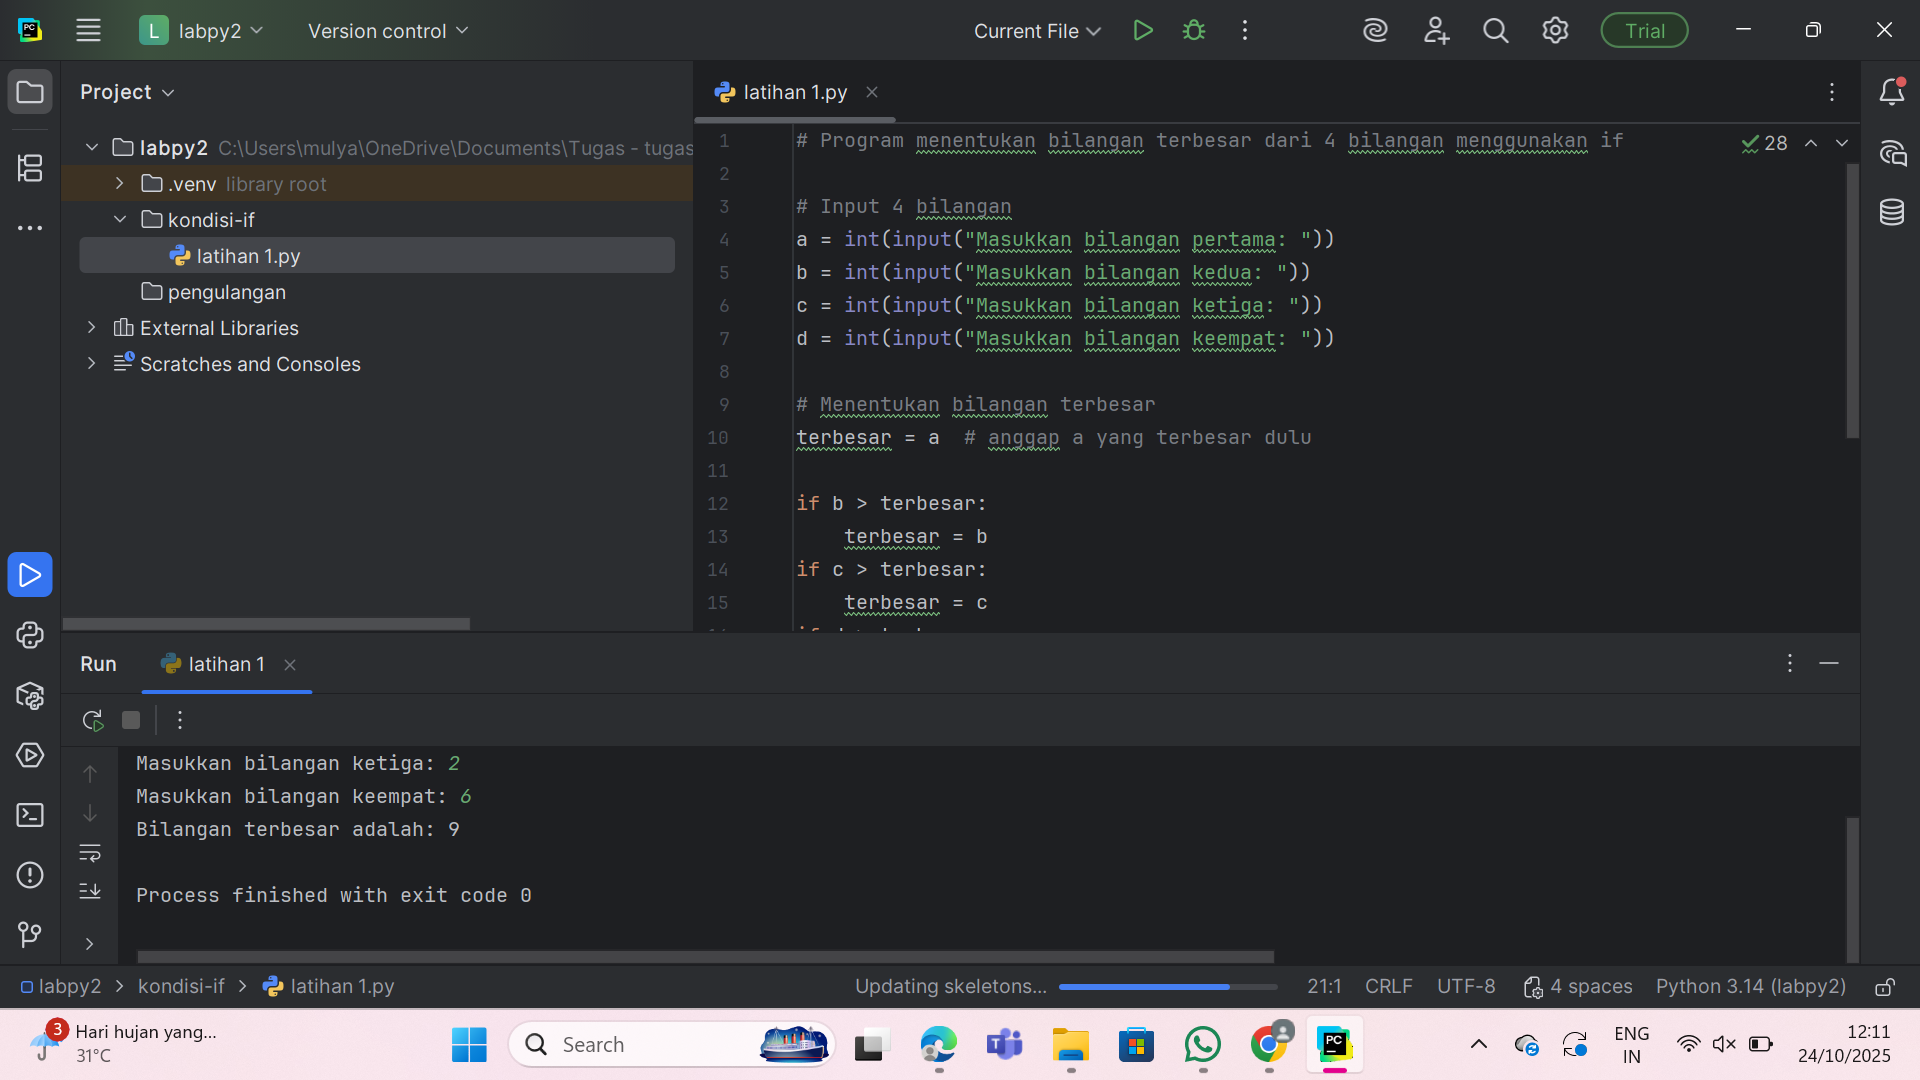 PC
L labpy2
Version control
Current File
Trial
Project
latihan 1.py
labpy2 C:\Users\mulya\OneDrive\Documents\Tugas - tugas
.venv library root
kondisi-if
latihan 1.py
pengulangan
External Libraries
Scratches and Consoles
28
1 # Program menentukan bilangan terbesar dari 4 bilangan menggunakan if
2
3 # Input 4 bilangan
4 a = int(input("Masukkan bilangan pertama: "))
5 b = int(input("Masukkan bilangan kedua: "))
6 c = int(input("Masukkan bilangan ketiga: "))
7 d = int(input("Masukkan bilangan keempat: "))
8
9 # Menentukan bilangan terbesar
10 terbesar = a  # anggap a yang terbesar dulu
11
12 if b > terbesar:
13     terbesar = b
14 if c > terbesar:
15     terbesar = c
Run
latihan 1
Masukkan bilangan ketiga: 2
Masukkan bilangan keempat: 6
Bilangan terbesar adalah: 9
Process finished with exit code 0
labpy2 > kondisi-if > latihan 1.py
Updating skeletons...
21:1
CRLF
UTF-8
4 spaces
Python 3.14 (labpy2)
3
Hari hujan yang...
31°C
Search
T
PC
ENG
IN
12:11
24/10/2025